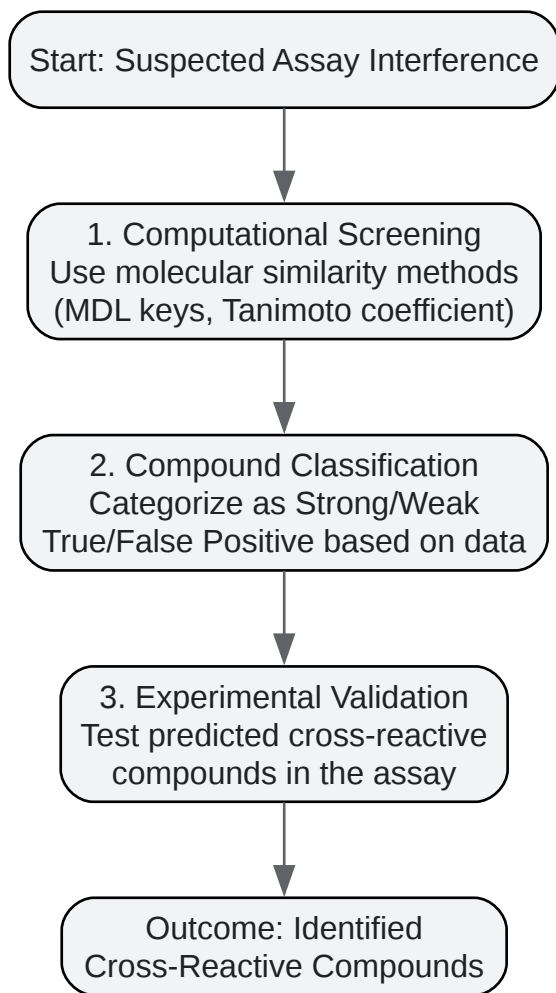 Start: Suspected Assay Interference
1. Computational Screening
Use molecular similarity methods
(MDL keys, Tanimoto coefficient)
2. Compound Classification
Categorize as Strong/Weak
True/False Positive based on data
3. Experimental Validation
Test predicted cross-reactive
compounds in the assay
Outcome: Identified
Cross-Reactive Compounds